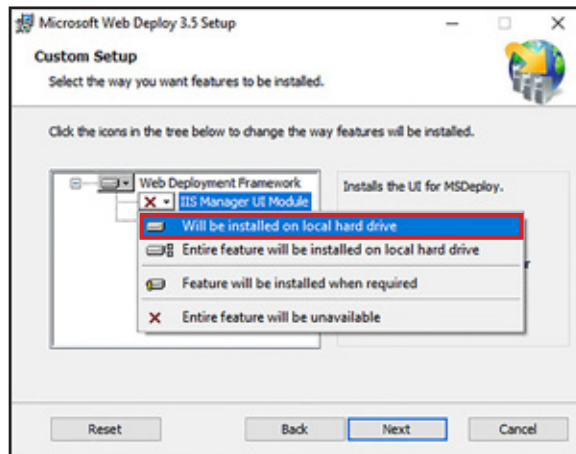 Microsoft Web Deploy 3.5 Setup
Custom Setup
Select the way you want features to be installed.
Click the icons in the tree below to change the way features will be installed.
Web Deployment Framework
IIS Manager UI Module
Installs the UI for MSDeploy.
Will be installed on local hard drive
Entire feature will be installed on local hard drive
Feature will be installed when required
Entire feature will be unavailable
Reset
Back
Next
Cancel